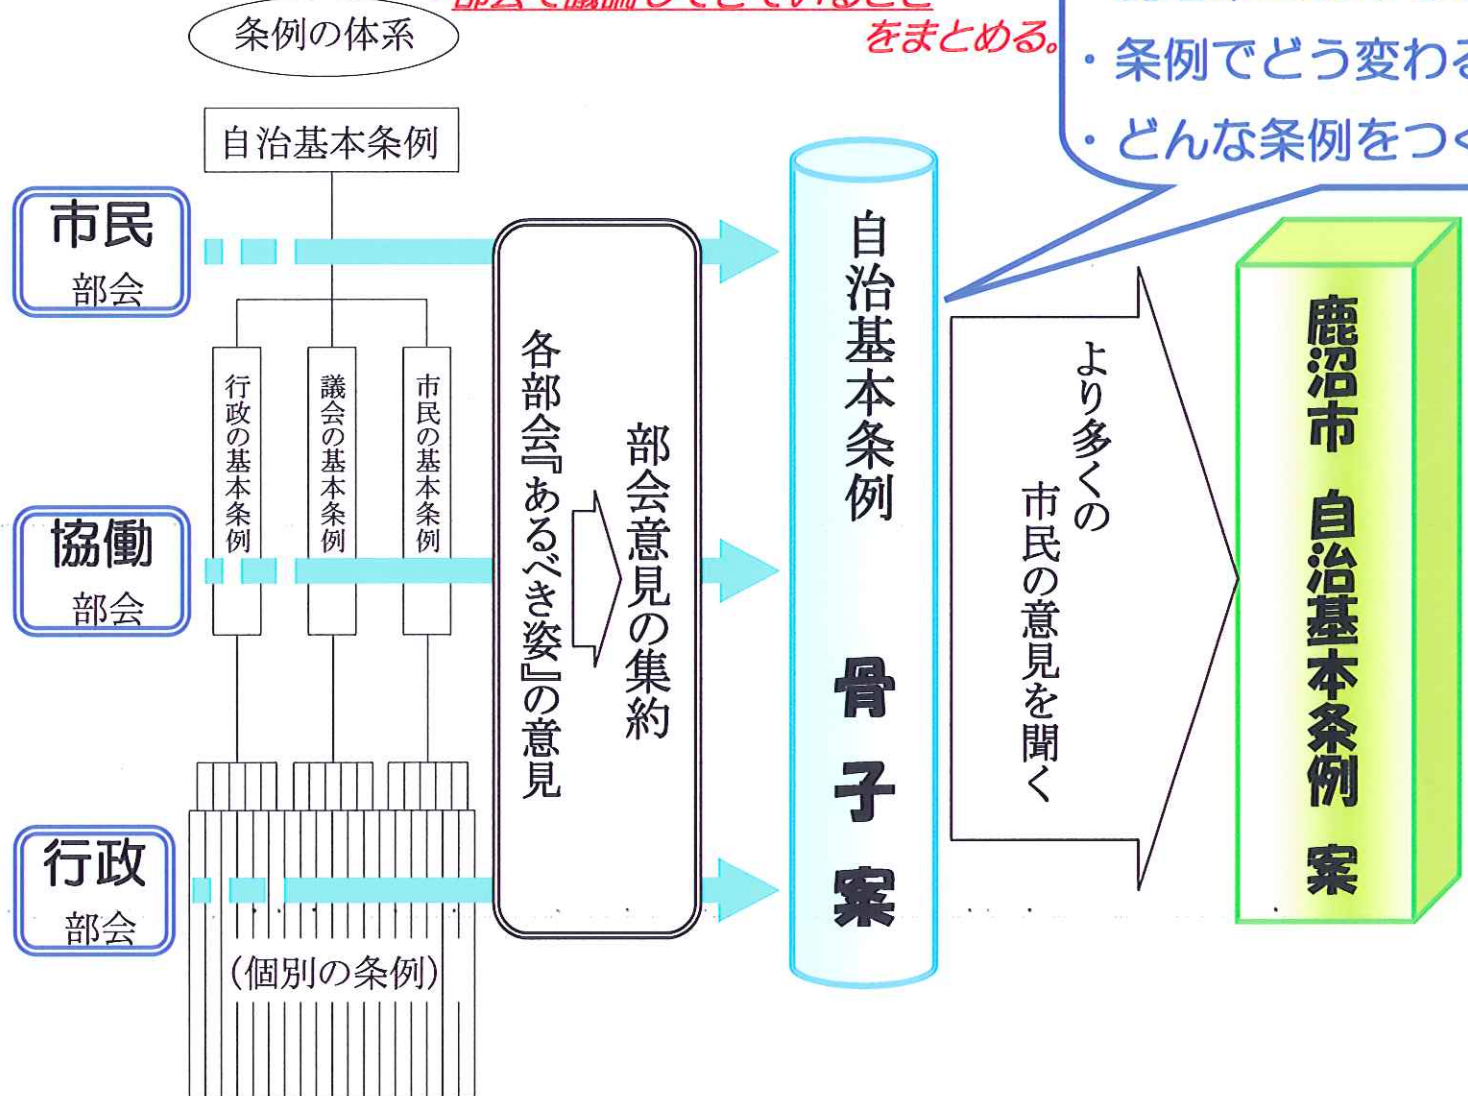 条例の体系
をまとめる。
・条例でどう変わる
・どんな条例をつく
自治基本条例
市民
部会
協働
部会
行政
部会
行政の基本条例
議会の基本条例
市民の基本条例
(個別の条例)
各部会『あるべき姿』の意見
部会意見の集約
自治基本条例 骨子案
より多くの
市民の意見を聞く
鹿沼市 自治基本条例 案